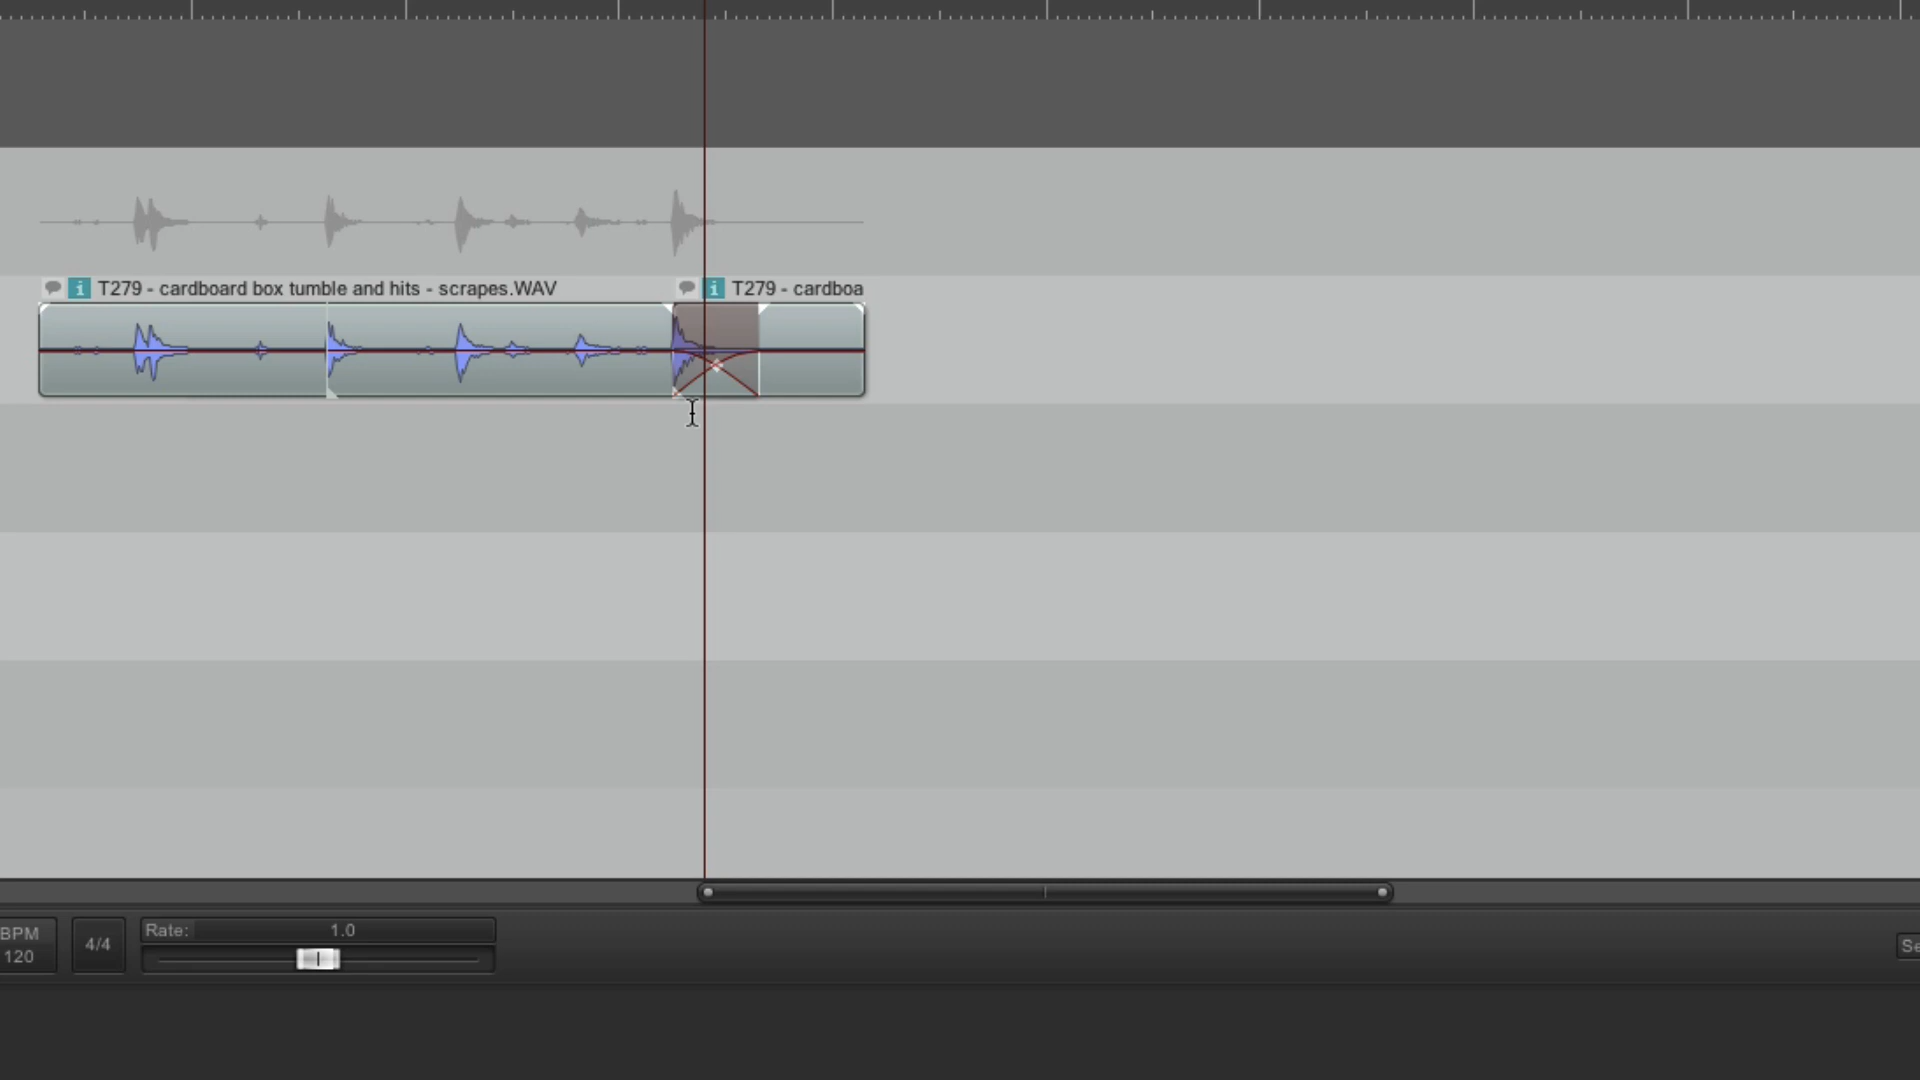 T279 - cardboard box tumble and hits - scrapes.WAV
T279 - cardboa
BPM
120
4/4
Rate: 1.0
Se